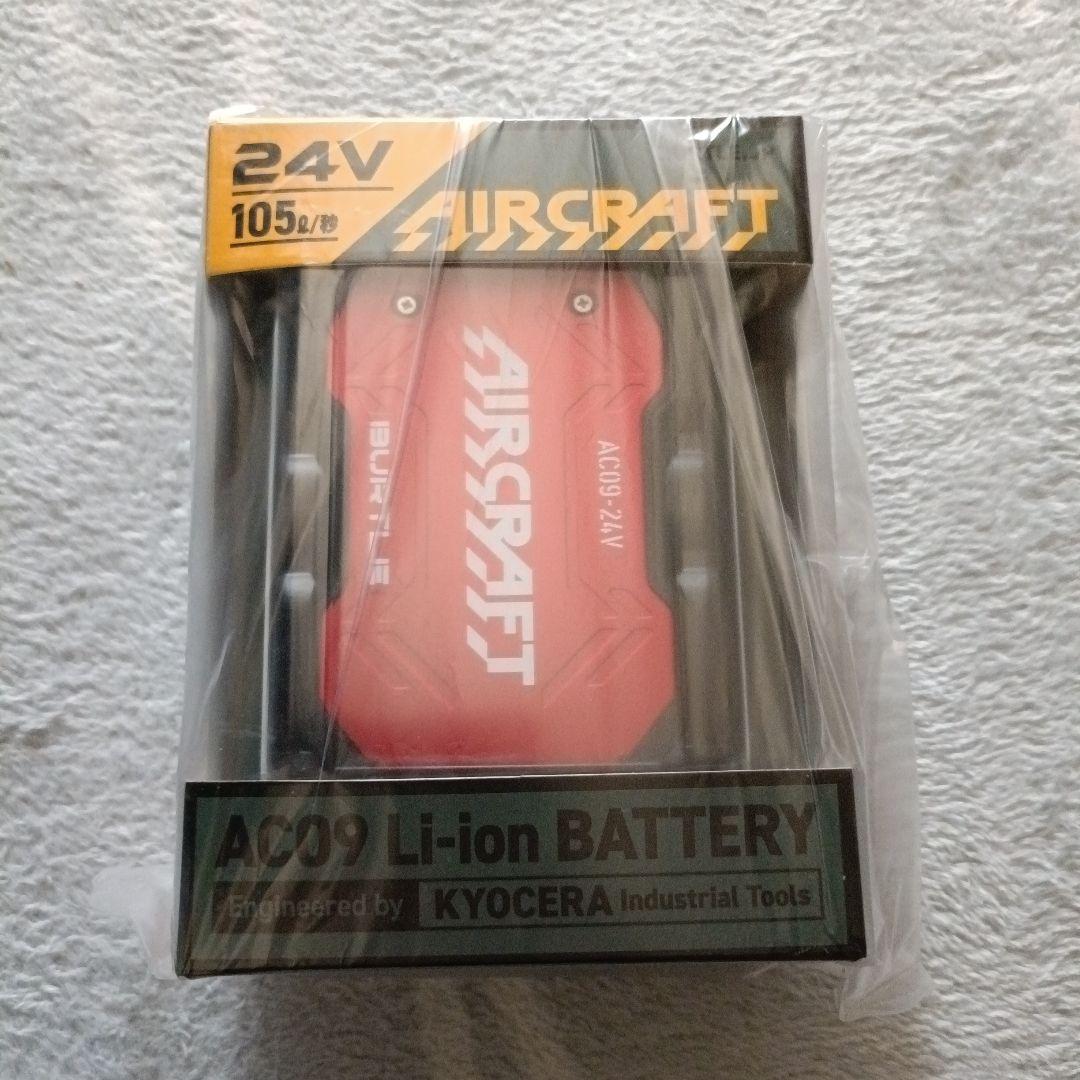 24V
105ℓ/秒
AIRCRAFT
AIRCRAFT
BURTLE
AC09-24V
AC09 Li-ion BATTERY
Engineered by KYOCERA Industrial Tools